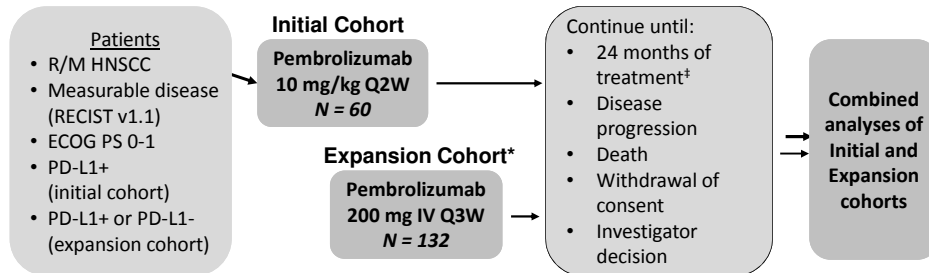 Patients
• R/M HNSCC
• Measurable disease
(RECIST v1.1)
• ECOG PS 0-1
• PD-L1+
(initial cohort)
• PD-L1+ or PD-L1-
(expansion cohort)
Initial Cohort
Pembrolizumab
10 mg/kg Q2W
N = 60
Expansion Cohort*
Pembrolizumab
200 mg IV Q3W
N = 132
Continue until:
• 24 months of
treatment‡
• Disease
progression
• Death
• Withdrawal of
consent
• Investigator
decision
Combined
analyses of
Initial and
Expansion
cohorts